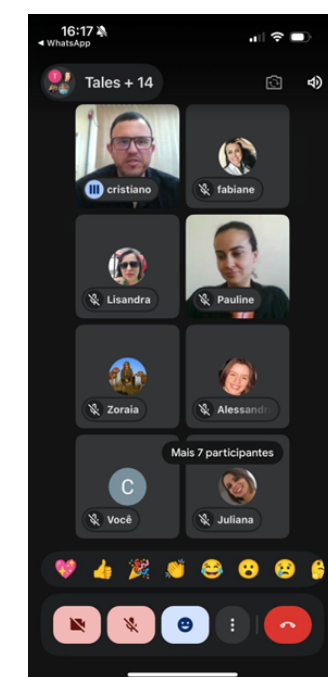 16:17
WhatsApp
Tales + 14
cristiano
fabiane
Lisandra
Pauline
Zoraia
Alessandr
Mais 7 participantes
C
Você
Juliana